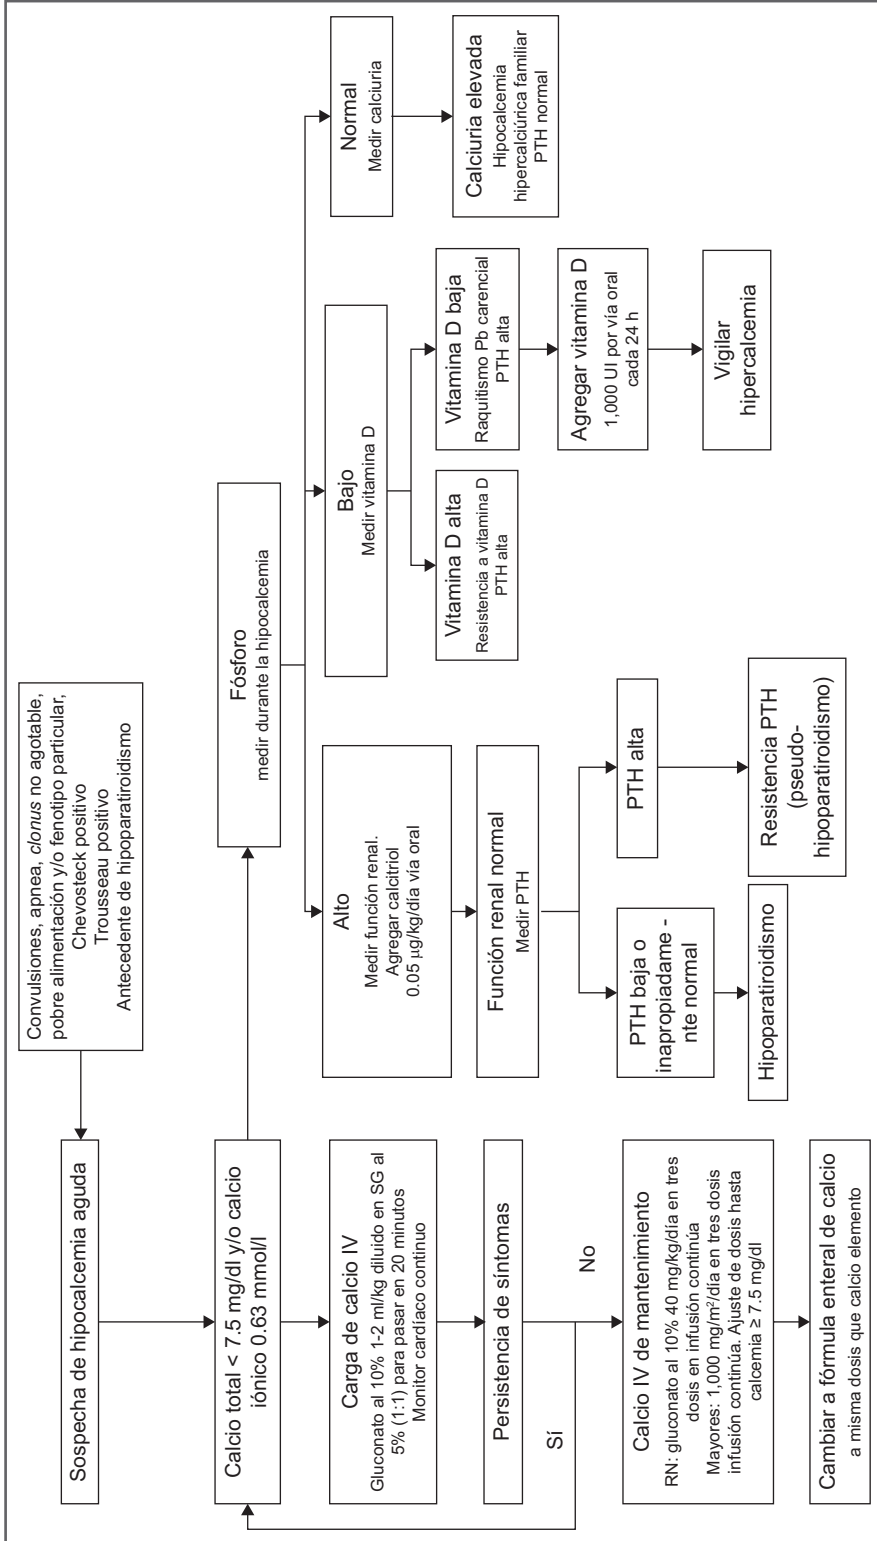 Convulsiones, apnea, clonus no agotable,
pobre alimentación y/o fenotipo particular,
Chevosteck positivo
Trousseau positivo
Antecedente de hipoparatiroidismo
Sospecha de hipocalcemia aguda
Calcio total < 7.5 mg/dl y/o calcio
iónico 0.63 mmol/l
Carga de calcio IV
Gluconato al 10% 1-2 ml/kg diluido en SG al
5% (1:1) para pasar en 20 minutos
Monitor cardíaco continuo
Persistencia de síntomas
Sí
No
Calcio IV de mantenimiento
RN: gluconato al 10% 40 mg/kg/día en tres
dosis en infusión continúa
Mayores: 1,000 mg/m²/día en tres dosis
infusión continúa. Ajuste de dosis hasta
calcemia ≥ 7.5 mg/dl
Cambiar a fórmula enteral de calcio
a misma dosis que calcio elemento
Fósforo
medir durante la hipocalcemia
Alto
Medir función renal.
Agregar calcitriol
0.05 µg/kg/día vía oral
Función renal normal
Medir PTH
PTH baja o
inapropiadame -
nte normal
Hipoparatiroidismo
PTH alta
Resistencia PTH
(pseudo-
hipoparatiroidismo)
Bajo
Medir vitamina D
Vitamina D alta
Resistencia a vitamina D
PTH alta
Vitamina D baja
Raquitismo Pb carencial
PTH alta
Agregar vitamina D
1,000 UI por vía oral
cada 24 h
Vigilar
hipercalcemia
Normal
Medir calciuria
Calciuria elevada
Hipocalcemia
hipercalciúrica familiar
PTH normal